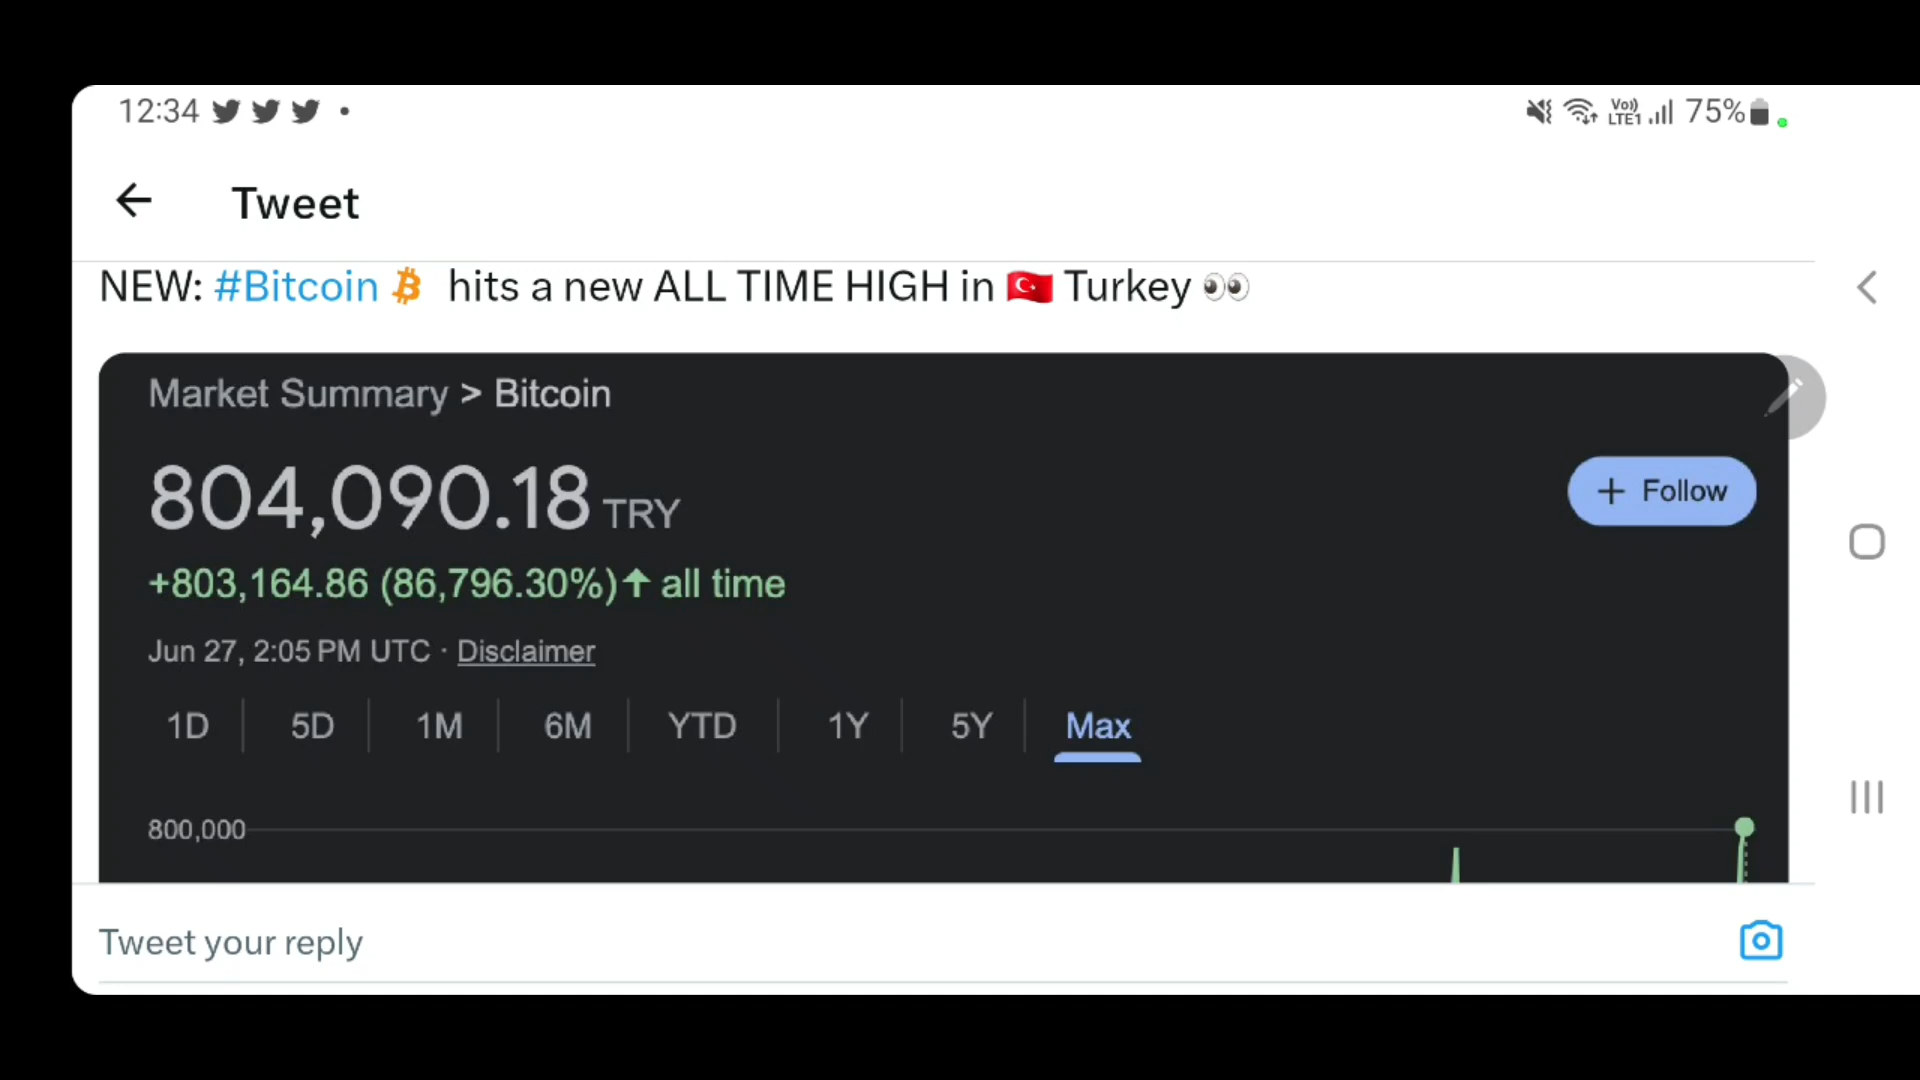 12:34
Vo)) LTE1 75%
Tweet
NEW: #Bitcoin hits a new ALL TIME HIGH in 🇹🇷 Turkey 👀
Market Summary > Bitcoin
804,090.18 TRY
+ Follow
+803,164.86 (86,796.30%)↑ all time
Jun 27, 2:05 PM UTC · Disclaimer
1D 5D 1M 6M YTD 1Y 5Y Max
800,000
Tweet your reply